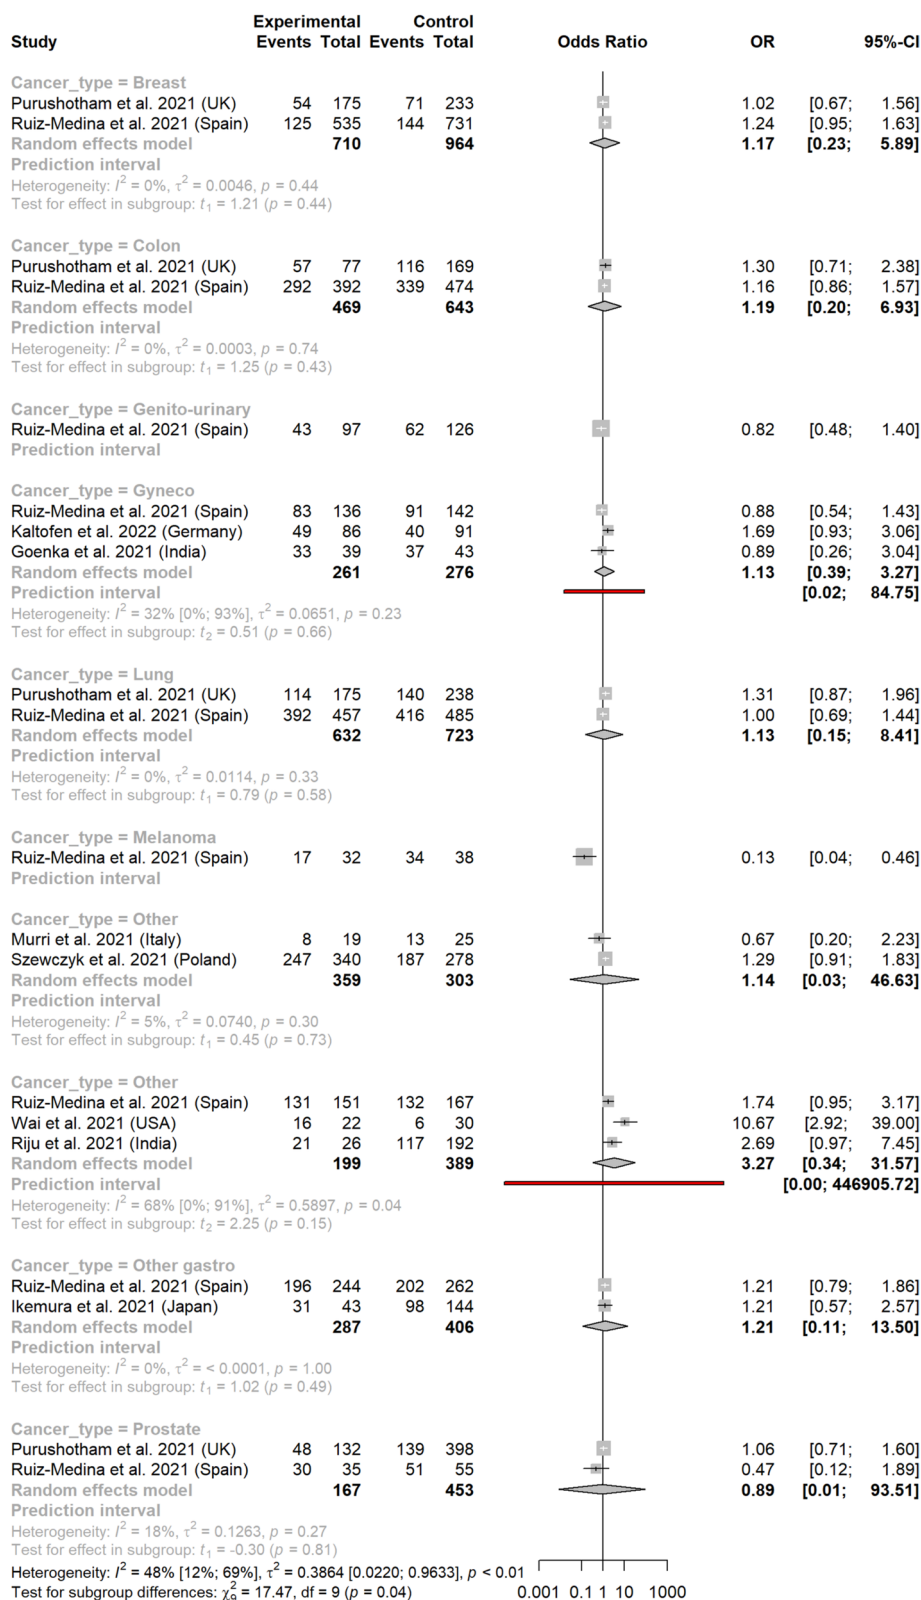 Experimental Control
Study Events Total Events Total Odds Ratio OR 95%-CI
Cancer_type = Breast
Purushotham et al. 2021 (UK) 54 175 71 233 1.02 [0.67; 1.56]
Ruiz-Medina et al. 2021 (Spain) 125 535 144 731 1.24 [0.95; 1.63]
Random effects model 710 964 1.17 [0.23; 5.89]
Prediction interval
Heterogeneity: I² = 0%, τ² = 0.0046, p = 0.44
Test for effect in subgroup: t₁ = 1.21 (p = 0.44)
Cancer_type = Colon
Purushotham et al. 2021 (UK) 57 77 116 169 1.30 [0.71; 2.38]
Ruiz-Medina et al. 2021 (Spain) 292 392 339 474 1.16 [0.86; 1.57]
Random effects model 469 643 1.19 [0.20; 6.93]
Prediction interval
Heterogeneity: I² = 0%, τ² = 0.0003, p = 0.74
Test for effect in subgroup: t₁ = 1.25 (p = 0.43)
Cancer_type = Genito-urinary
Ruiz-Medina et al. 2021 (Spain) 43 97 62 126 0.82 [0.48; 1.40]
Prediction interval
Cancer_type = Gyneco
Ruiz-Medina et al. 2021 (Spain) 83 136 91 142 0.88 [0.54; 1.43]
Kaltofen et al. 2022 (Germany) 49 86 40 91 1.69 [0.93; 3.06]
Goenka et al. 2021 (India) 33 39 37 43 0.89 [0.26; 3.04]
Random effects model 261 276 1.13 [0.39; 3.27]
Prediction interval [0.02; 84.75]
Heterogeneity: I² = 32% [0%; 93%], τ² = 0.0651, p = 0.23
Test for effect in subgroup: t₂ = 0.51 (p = 0.66)
Cancer_type = Lung
Purushotham et al. 2021 (UK) 114 175 140 238 1.31 [0.87; 1.96]
Ruiz-Medina et al. 2021 (Spain) 392 457 416 485 1.00 [0.69; 1.44]
Random effects model 632 723 1.13 [0.15; 8.41]
Prediction interval
Heterogeneity: I² = 0%, τ² = 0.0114, p = 0.33
Test for effect in subgroup: t₁ = 0.79 (p = 0.58)
Cancer_type = Melanoma
Ruiz-Medina et al. 2021 (Spain) 17 32 34 38 0.13 [0.04; 0.46]
Prediction interval
Cancer_type = Other
Murri et al. 2021 (Italy) 8 19 13 25 0.67 [0.20; 2.23]
Szewczyk et al. 2021 (Poland) 247 340 187 278 1.29 [0.91; 1.83]
Random effects model 359 303 1.14 [0.03; 46.63]
Prediction interval
Heterogeneity: I² = 5%, τ² = 0.0740, p = 0.30
Test for effect in subgroup: t₁ = 0.45 (p = 0.73)
Cancer_type = Other
Ruiz-Medina et al. 2021 (Spain) 131 151 132 167 1.74 [0.95; 3.17]
Wai et al. 2021 (USA) 16 22 6 30 10.67 [2.92; 39.00]
Riju et al. 2021 (India) 21 26 117 192 2.69 [0.97; 7.45]
Random effects model 199 389 3.27 [0.34; 31.57]
Prediction interval [0.00; 446905.72]
Heterogeneity: I² = 68% [0%; 91%], τ² = 0.5897, p = 0.04
Test for effect in subgroup: t₂ = 2.25 (p = 0.15)
Cancer_type = Other gastro
Ruiz-Medina et al. 2021 (Spain) 196 244 202 262 1.21 [0.79; 1.86]
Ikemura et al. 2021 (Japan) 31 43 98 144 1.21 [0.57; 2.57]
Random effects model 287 406 1.21 [0.11; 13.50]
Prediction interval
Heterogeneity: I² = 0%, τ² = < 0.0001, p = 1.00
Test for effect in subgroup: t₁ = 1.02 (p = 0.49)
Cancer_type = Prostate
Purushotham et al. 2021 (UK) 48 132 139 398 1.06 [0.71; 1.60]
Ruiz-Medina et al. 2021 (Spain) 30 35 51 55 0.47 [0.12; 1.89]
Random effects model 167 453 0.89 [0.01; 93.51]
Prediction interval
Heterogeneity: I² = 18%, τ² = 0.1263, p = 0.27
Test for effect in subgroup: t₁ = -0.30 (p = 0.81)
Heterogeneity: I² = 48% [12%; 69%], τ² = 0.3864 [0.0220; 0.9633], p < 0.01
Test for subgroup differences: χ²₉ = 17.47, df = 9 (p = 0.04) 0.001 0.1 10 1000